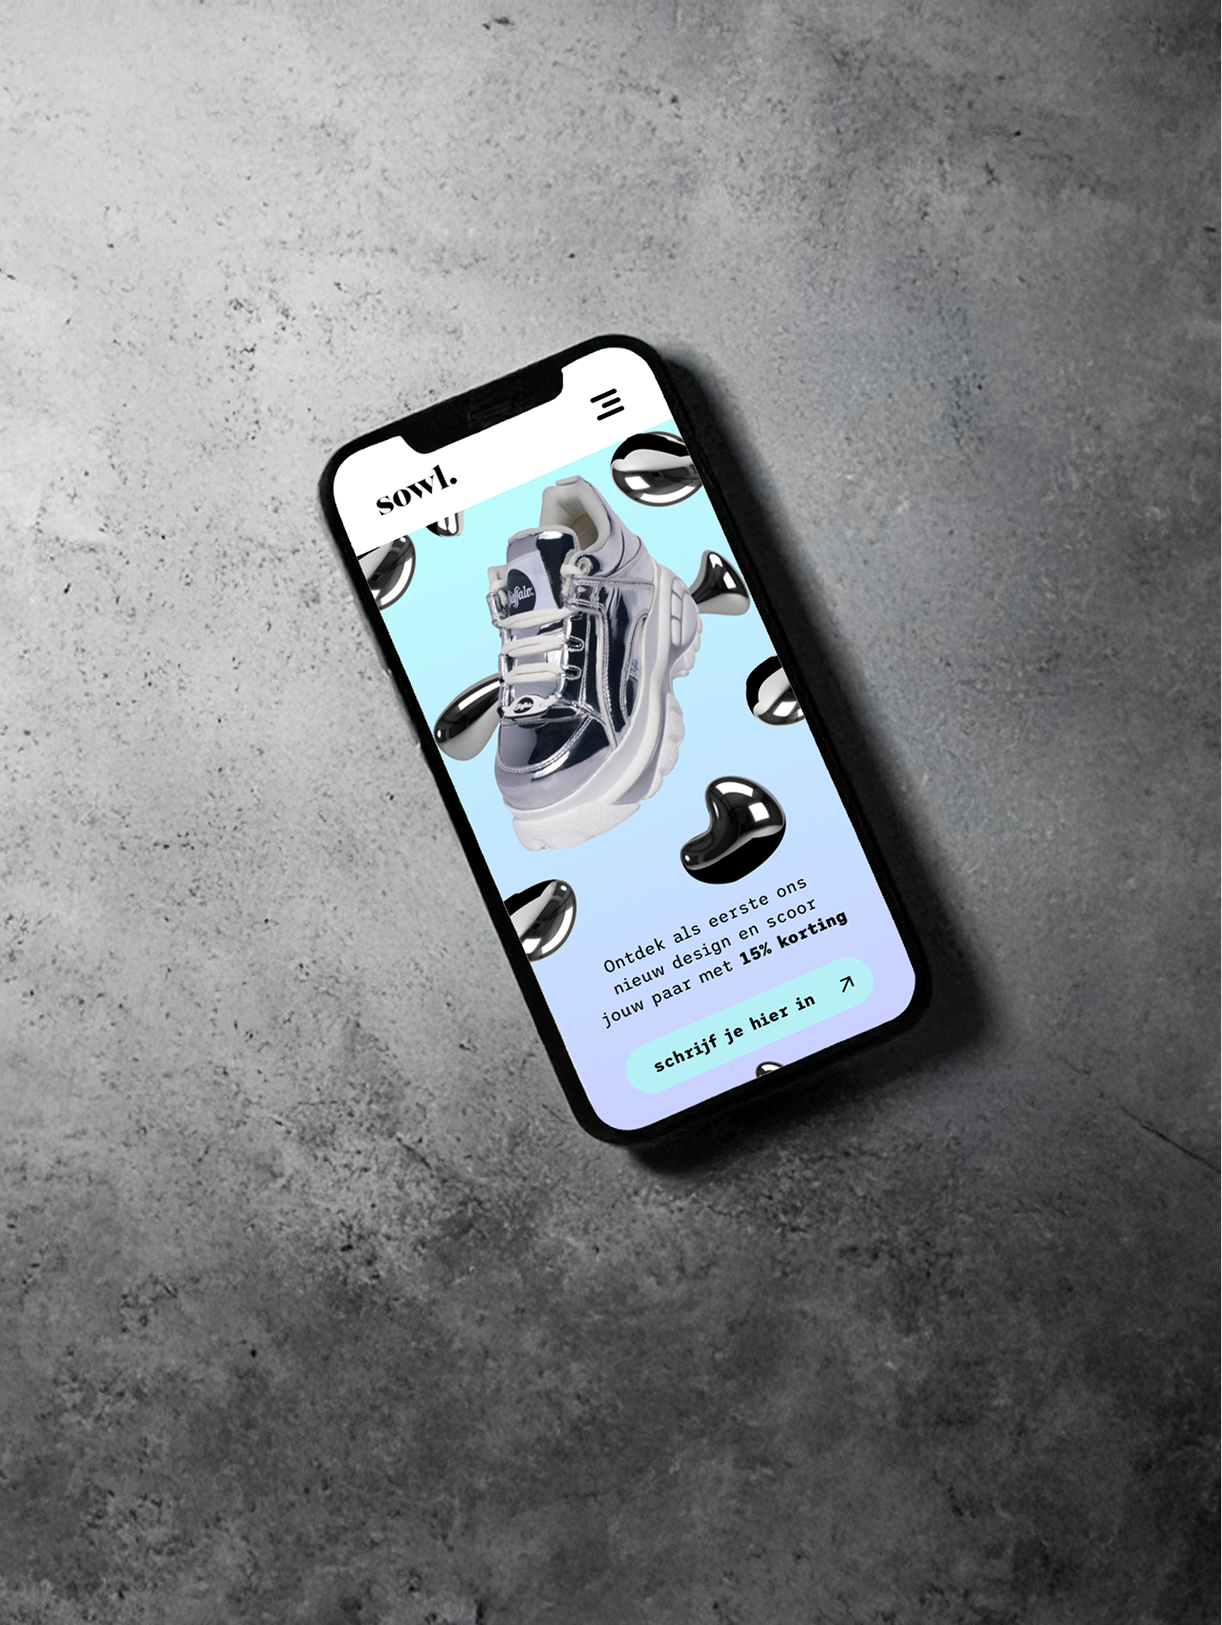 sowl.
Buffalo
Ontdek als eerste ons
nieuw design en scoor
jouw paar met 15% korting
schrijf je hier in